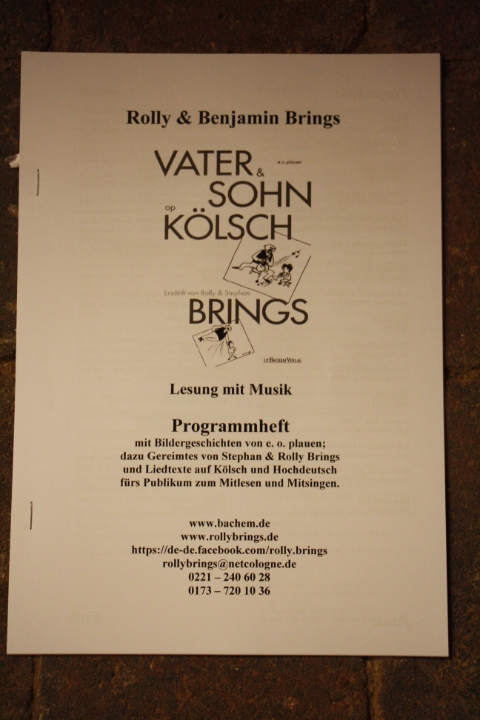 Rolly & Benjamin Brings
e.o. plauen
VATER &
SOHN
op
KÖLSCH
Erzählt von Rolly & Stephan
BRINGS
J.P. BACHEM VERLAG
Lesung mit Musik
Programmheft
mit Bildergeschichten von e. o. plauen;
dazu Gereimtes von Stephan & Rolly Brings
und Liedtexte auf Kölsch und Hochdeutsch
fürs Publikum zum Mitlesen und Mitsingen.
www.bachem.de
www.rollybrings.de
https://de-de.facebook.com/rolly.brings
rollybrings@netcologne.de
0221 – 240 60 28
0173 – 720 10 36